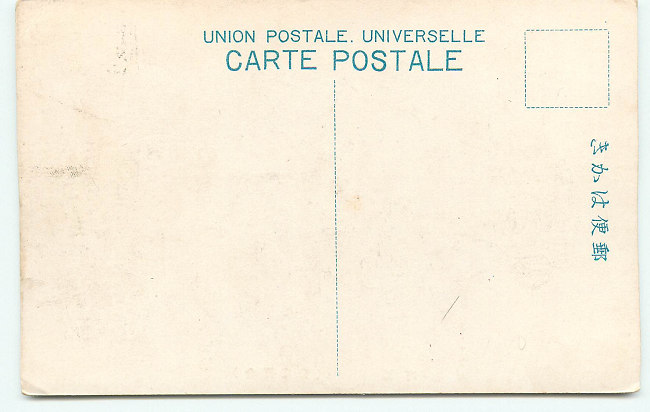 UNION POSTALE. UNIVERSELLE
CARTE POSTALE
郵便はかき